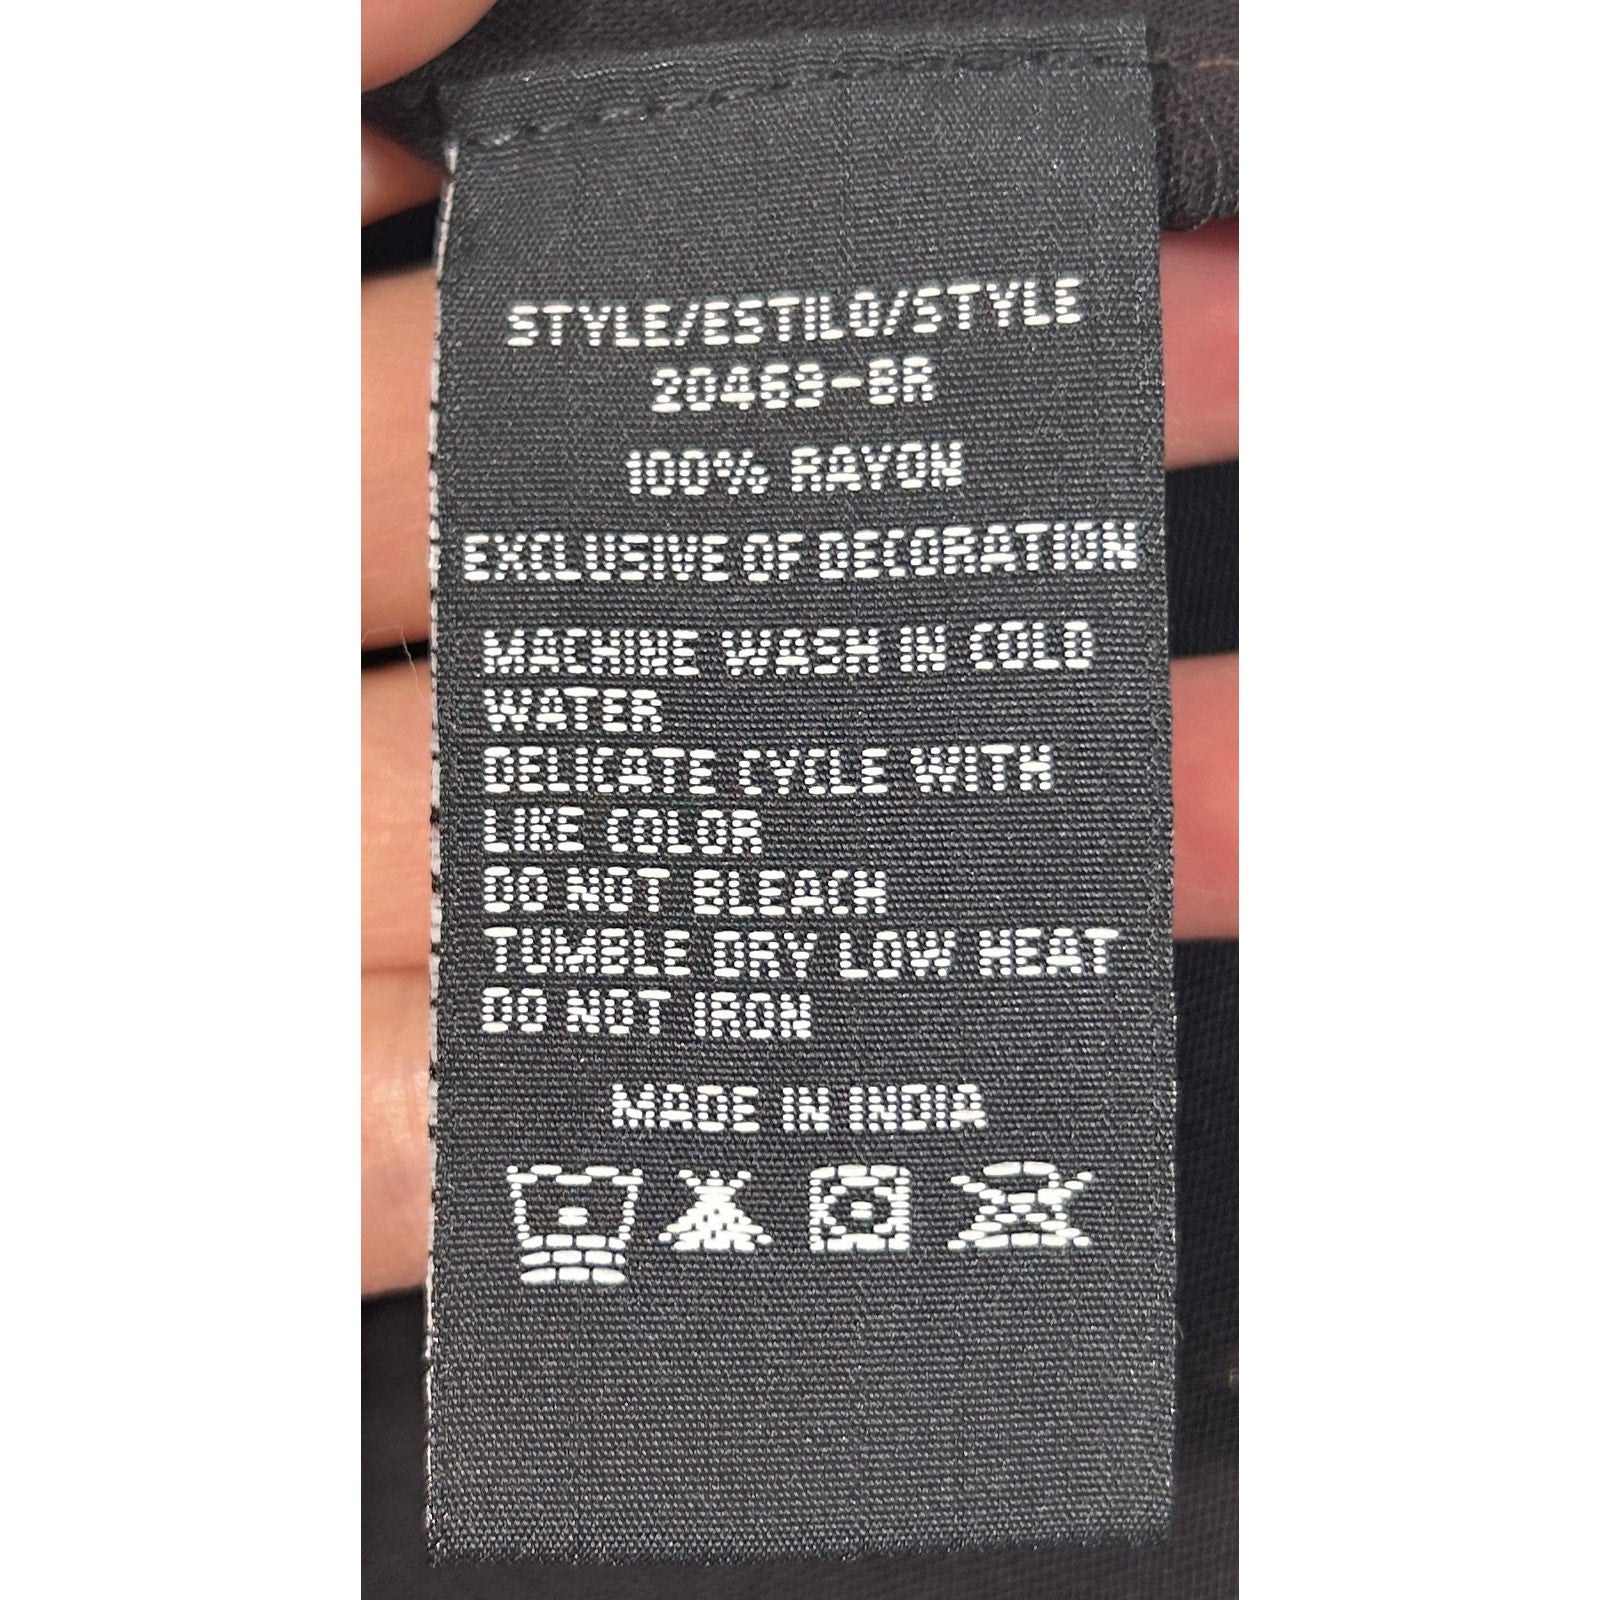 STYLE/ESTILO/STYLE
20469-8R
100% RAYON
EXCLUSIVE OF DECORATION
MACHINE WASH IN COLD
WATER
DELICATE CYCLE WITH
LIKE COLOR
DO NOT BLEACH
TUMBLE DRY LOW HEAT
DO NOT IRON
MADE IN INDIA